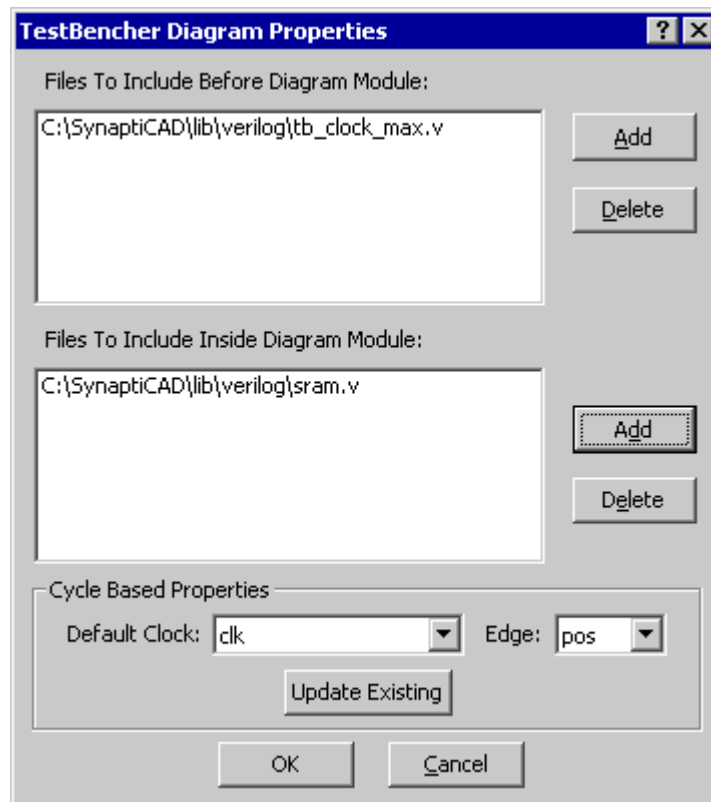 TestBencher Diagram Properties ? X
Files To Include Before Diagram Module:
C:\SynaptiCAD\lib\verilog\tb_clock_max.v
Add
Delete
Files To Include Inside Diagram Module:
C:\SynaptiCAD\lib\verilog\sram.v
Add
Delete
Cycle Based Properties
Default Clock: clk Edge: pos
Update Existing
OK Cancel